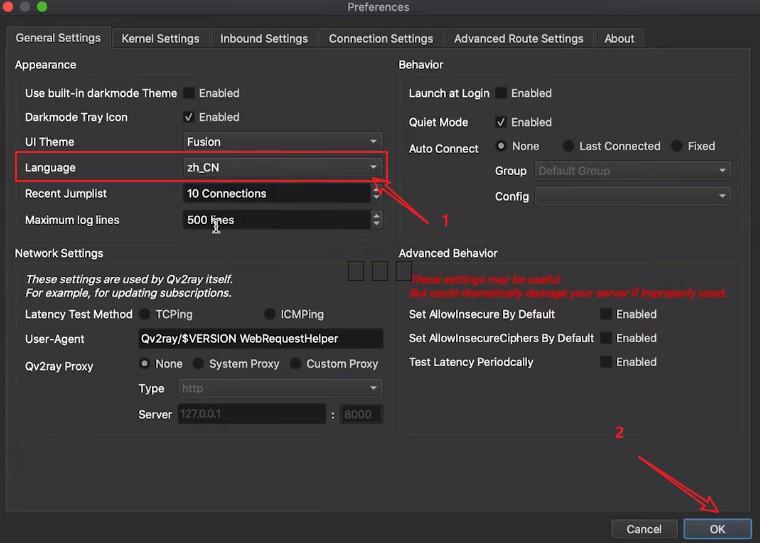 Preferences
General Settings
Kernel Settings
Inbound Settings
Connection Settings
Advanced Route Settings
About
Appearance
Use built-in darkmode Theme Enabled
Darkmode Tray Icon Enabled
UI Theme Fusion
Language zh_CN
Recent Jumplist 10 Connections
Maximum log lines 500 lines
1
Behavior
Launch at Login Enabled
Quiet Mode Enabled
Auto Connect None Last Connected Fixed
Group Default Group
Config
Network Settings
These settings are used by Qv2ray itself.
For example, for updating subscriptions.
Latency Test Method TCPing ICMPing
User-Agent Qv2ray/$VERSION WebRequestHelper
Qv2ray Proxy None System Proxy Custom Proxy
Type http
Server 127.0.0.1 : 8000
Advanced Behavior
These settings may be useful.
But could dramatically damage your server if improperly used.
Set AllowInsecure By Default Enabled
Set AllowInsecureCiphers By Default Enabled
Test Latency Periodcally Enabled
2
Cancel
OK